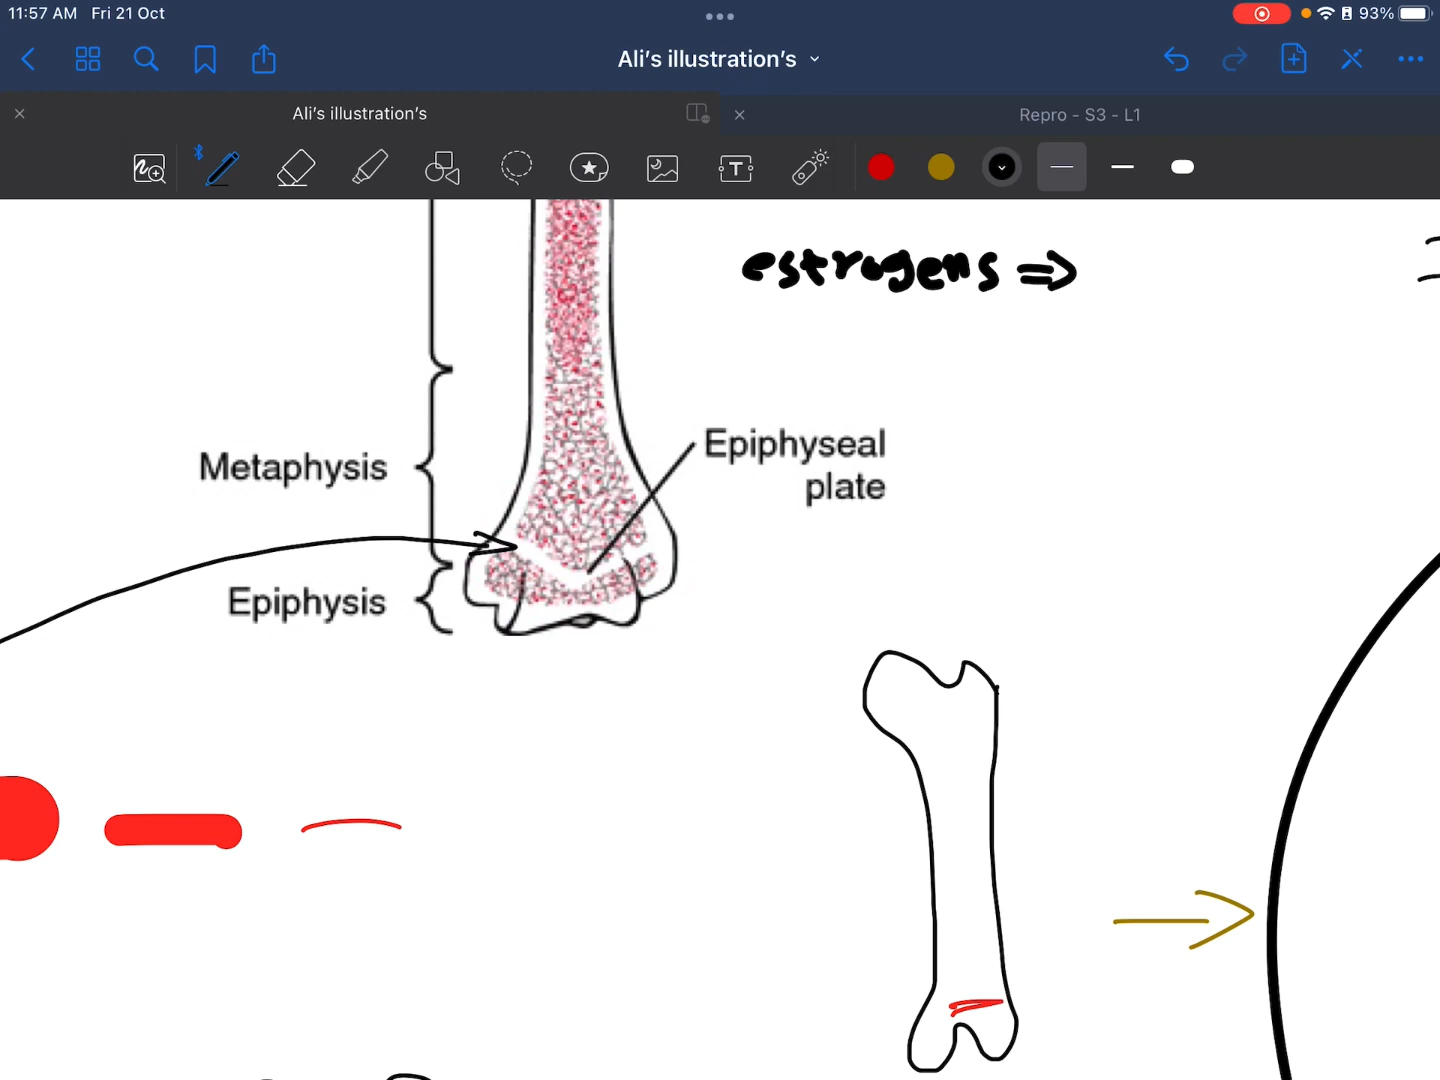 11:57 AM Fri 21 Oct
93%
Ali's illustration's
Ali's illustration's
Repro - S3 - L1
T
estrogens ⇒
Epiphyseal
plate
Metaphysis
Epiphysis